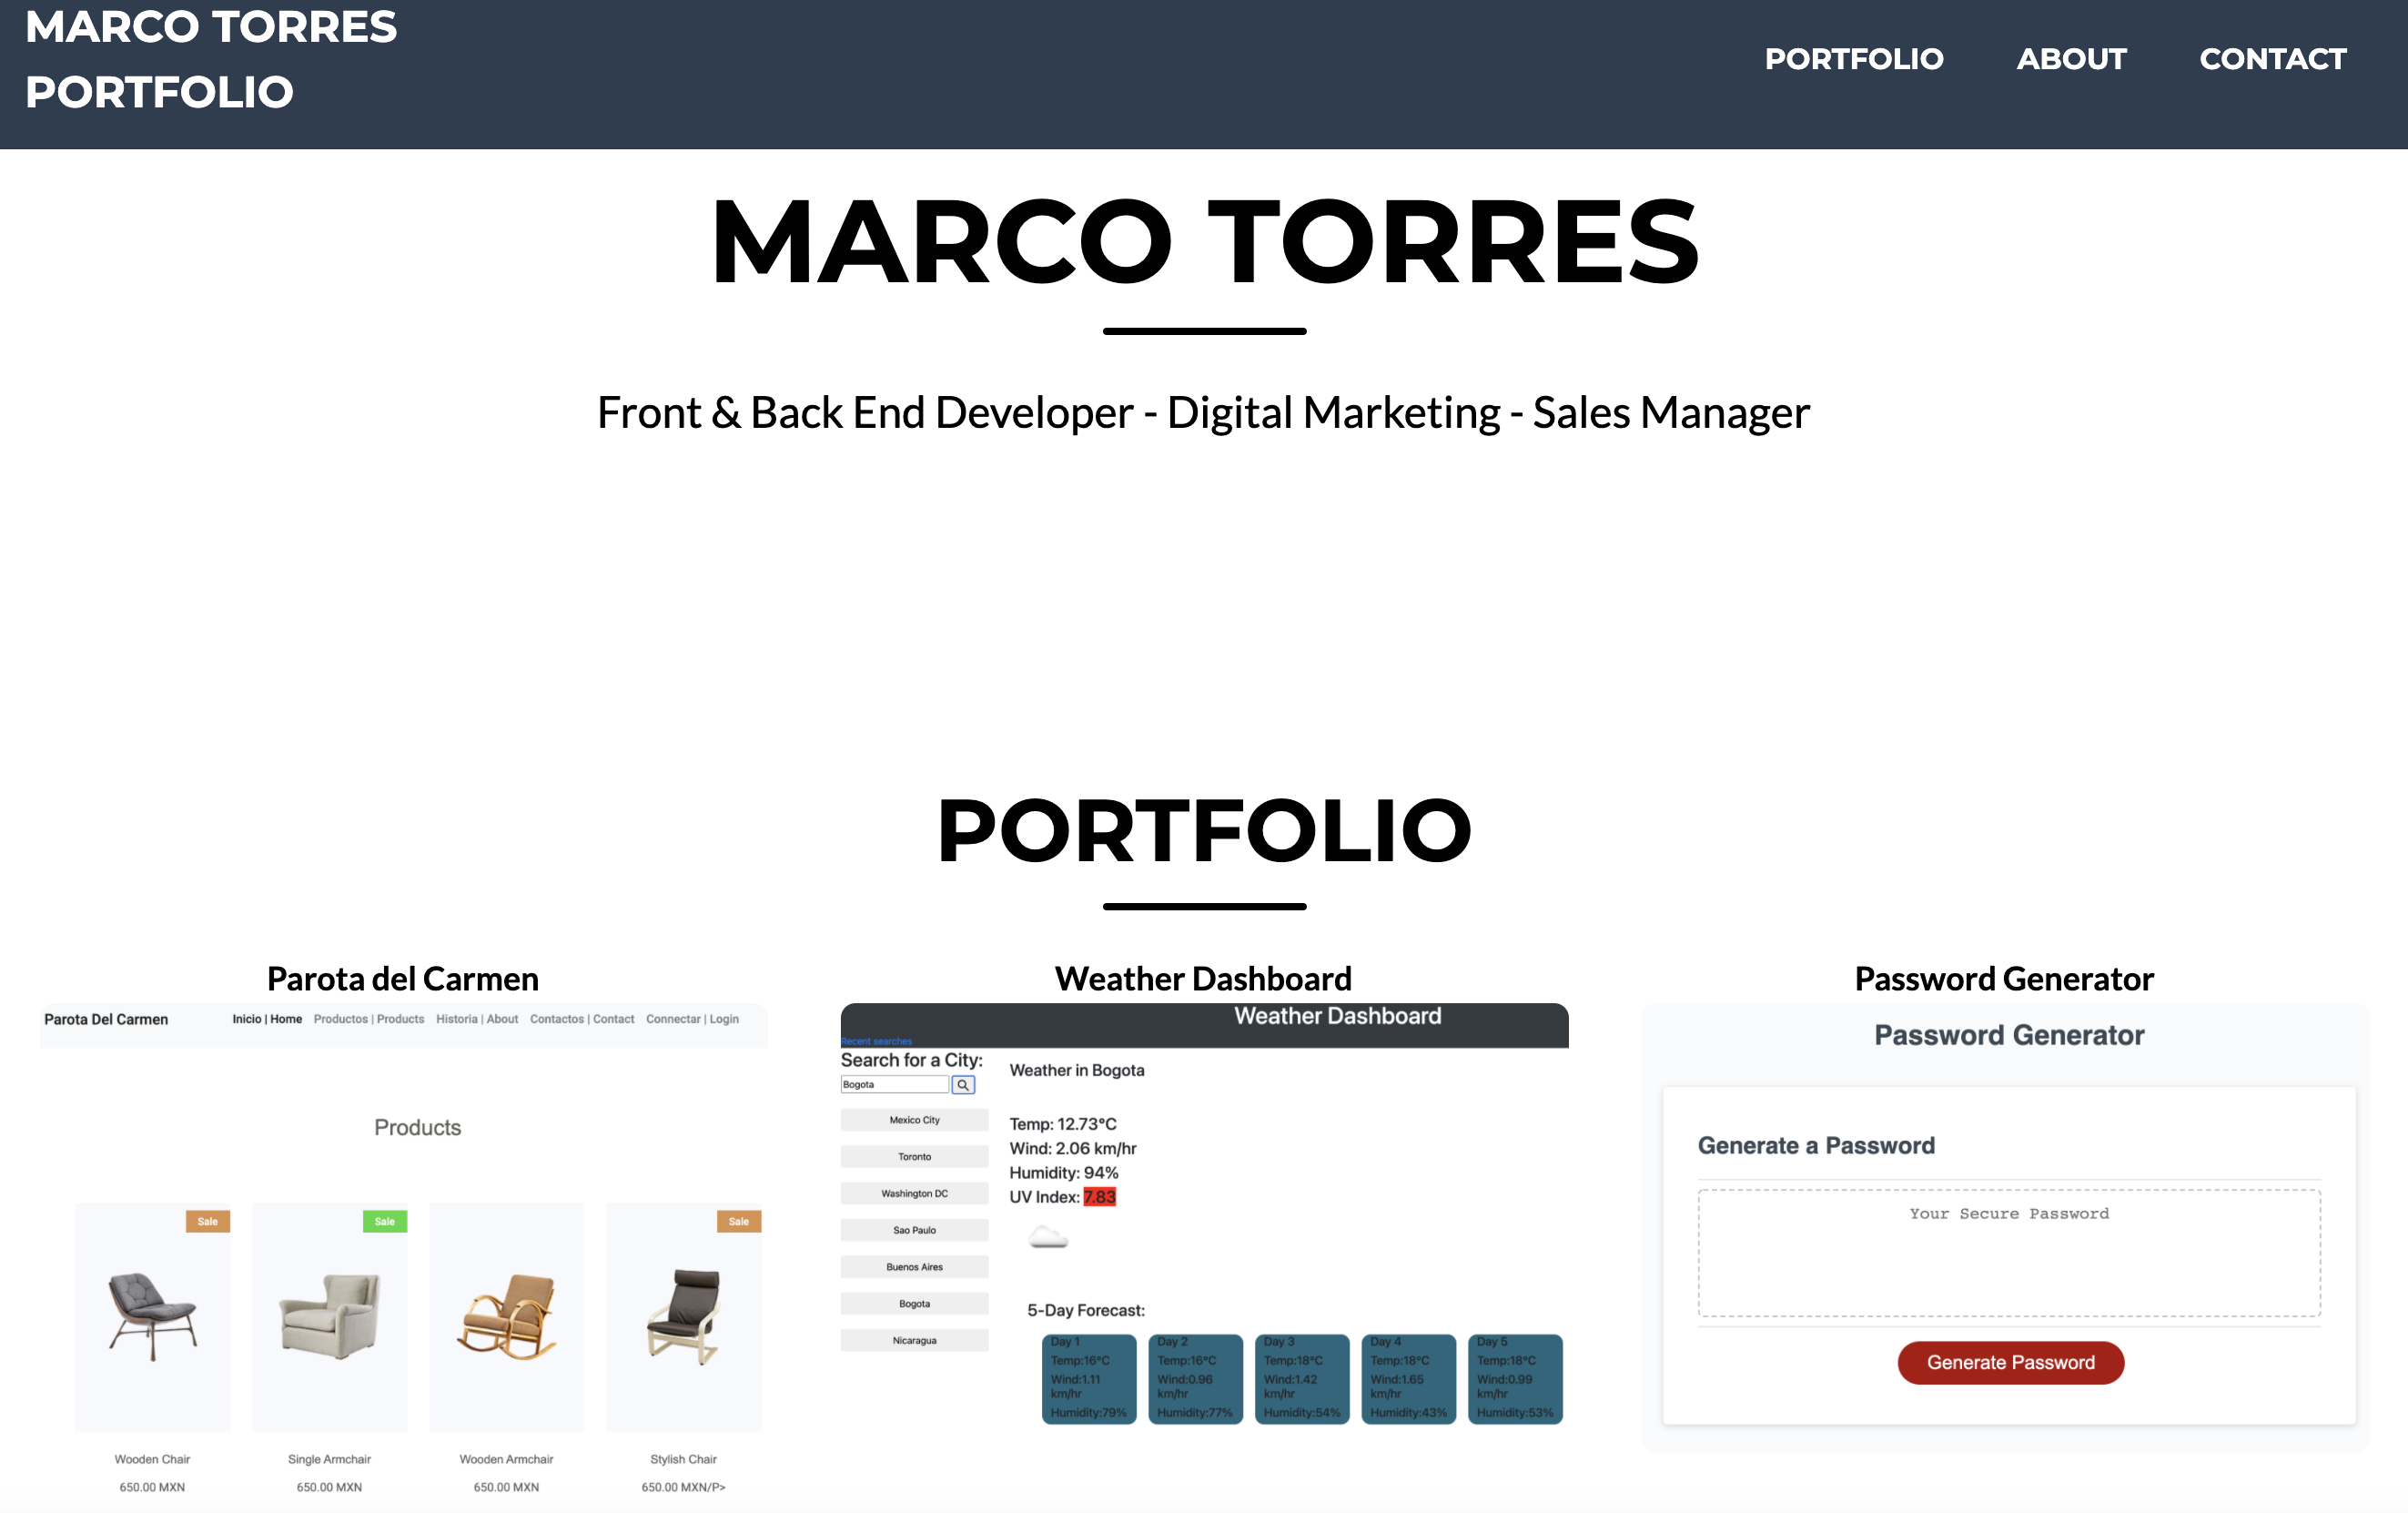 MARCO TORRES
PORTFOLIO
PORTFOLIO ABOUT CONTACT
MARCO TORRES
Front & Back End Developer - Digital Marketing - Sales Manager
PORTFOLIO
Parota del Carmen
Parota Del Carmen Inicio | Home Productos | Products Historia | About Contactos | Contact Connectar | Login
Products
Sale Sale Sale
Wooden Chair Single Armchair Wooden Armchair Stylish Chair
650.00 MXN 650.00 MXN 650.00 MXN 650.00 MXN/P>
Weather Dashboard
Weather Dashboard
Recent searches
Search for a City:
Bogota
Mexico City
Toronto
Washington DC
Sao Paulo
Buenos Aires
Bogota
Nicaragua
Weather in Bogota
Temp: 12.73°C
Wind: 2.06 km/hr
Humidity: 94%
UV Index: 7.83
5-Day Forecast:
Day 1
Temp:16°C
Wind:1.11
km/hr
Humidity:79%
Day 2
Temp:16°C
Wind:0.96
km/hr
Humidity:77%
Day 3
Temp:18°C
Wind:1.42
km/hr
Humidity:54%
Day 4
Temp:18°C
Wind:1.65
km/hr
Humidity:43%
Day 5
Temp:18°C
Wind:0.99
km/hr
Humidity:53%
Password Generator
Password Generator
Generate a Password
Your Secure Password
Generate Password